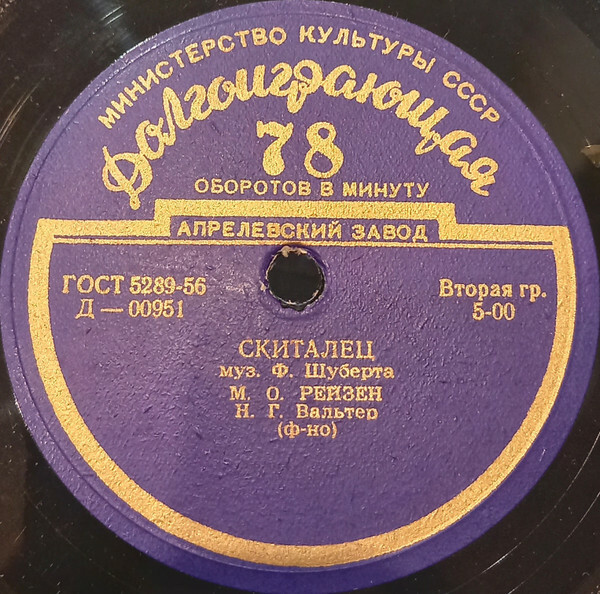 МИНИСТЕРСТВО КУЛЬТУРЫ СССР
Долгоиграющая
78
ОБОРОТОВ В МИНУТУ
АПРЕЛЕВСКИЙ ЗАВОД
ГОСТ 5289-56
Д — 00951
Вторая гр.
5-00
СКИТАЛЕЦ
муз. Ф. Шуберта
М. О. РЕЙЗЕН
Н. Г. Вальтер
(ф-но)